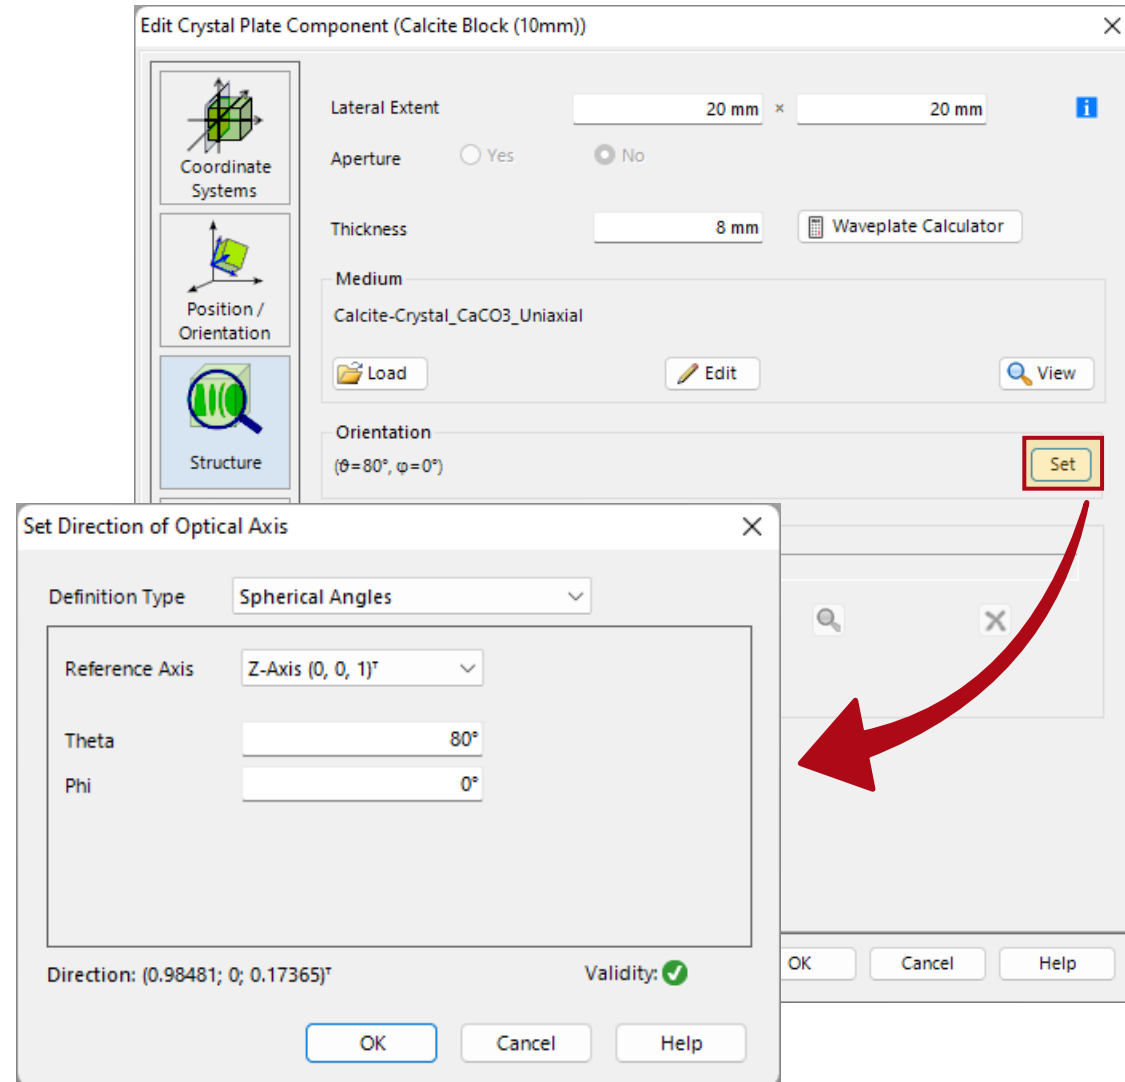 Edit Crystal Plate Component (Calcite Block (10mm))
Coordinate
Systems
Position /
Orientation
Structure
Lateral Extent 20 mm × 20 mm
Aperture Yes No
Thickness 8 mm Waveplate Calculator
Medium
Calcite-Crystal_CaCO3_Uniaxial
Load Edit View
Orientation
(ϑ=80°, φ=0°) Set
OK Cancel Help
Set Direction of Optical Axis
Definition Type Spherical Angles
Reference Axis Z-Axis (0, 0, 1)ᵀ
Theta 80°
Phi 0°
Direction: (0.98481; 0; 0.17365)ᵀ Validity:
OK Cancel Help